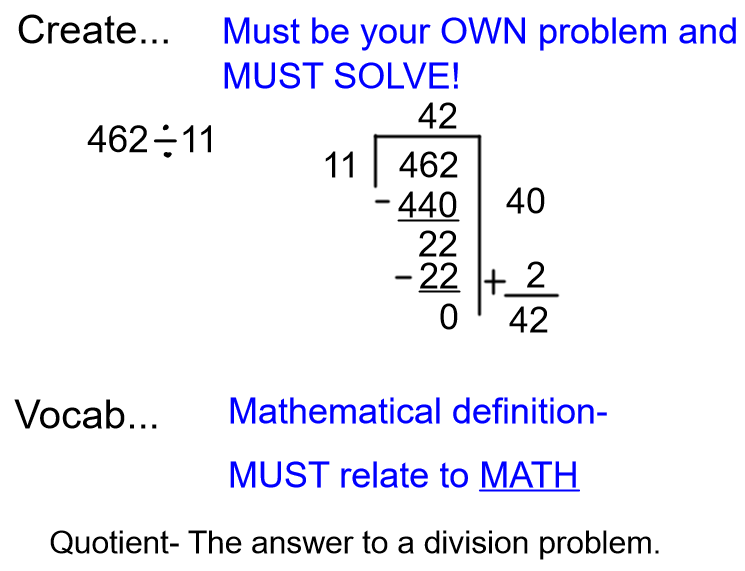 Create... Must be your OWN problem and
MUST SOLVE!
42
462÷11 11 462
-440 40
22
-22 + 2
0 42
Vocab... Mathematical definition-
MUST relate to MATH
Quotient- The answer to a division problem.